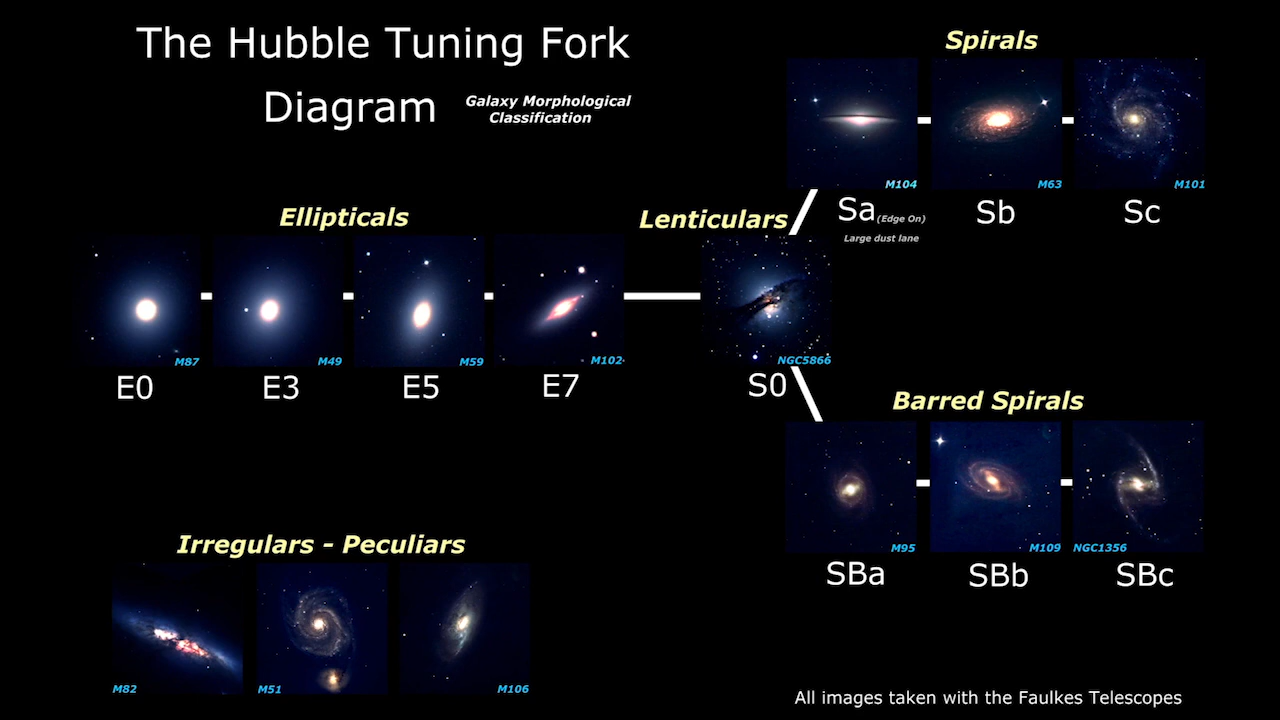 The Hubble Tuning Fork
Diagram
Galaxy Morphological
Classification
Spirals
M104
M63
M101
Sa (Edge On)
Sb
Sc
Large dust lane
Ellipticals
Lenticulars
M87
M49
M59
M102
NGC5866
E0
E3
E5
E7
S0
Barred Spirals
M95
M109
NGC1356
SBa
SBb
SBc
Irregulars - Peculiars
M82
M51
M106
All images taken with the Faulkes Telescopes